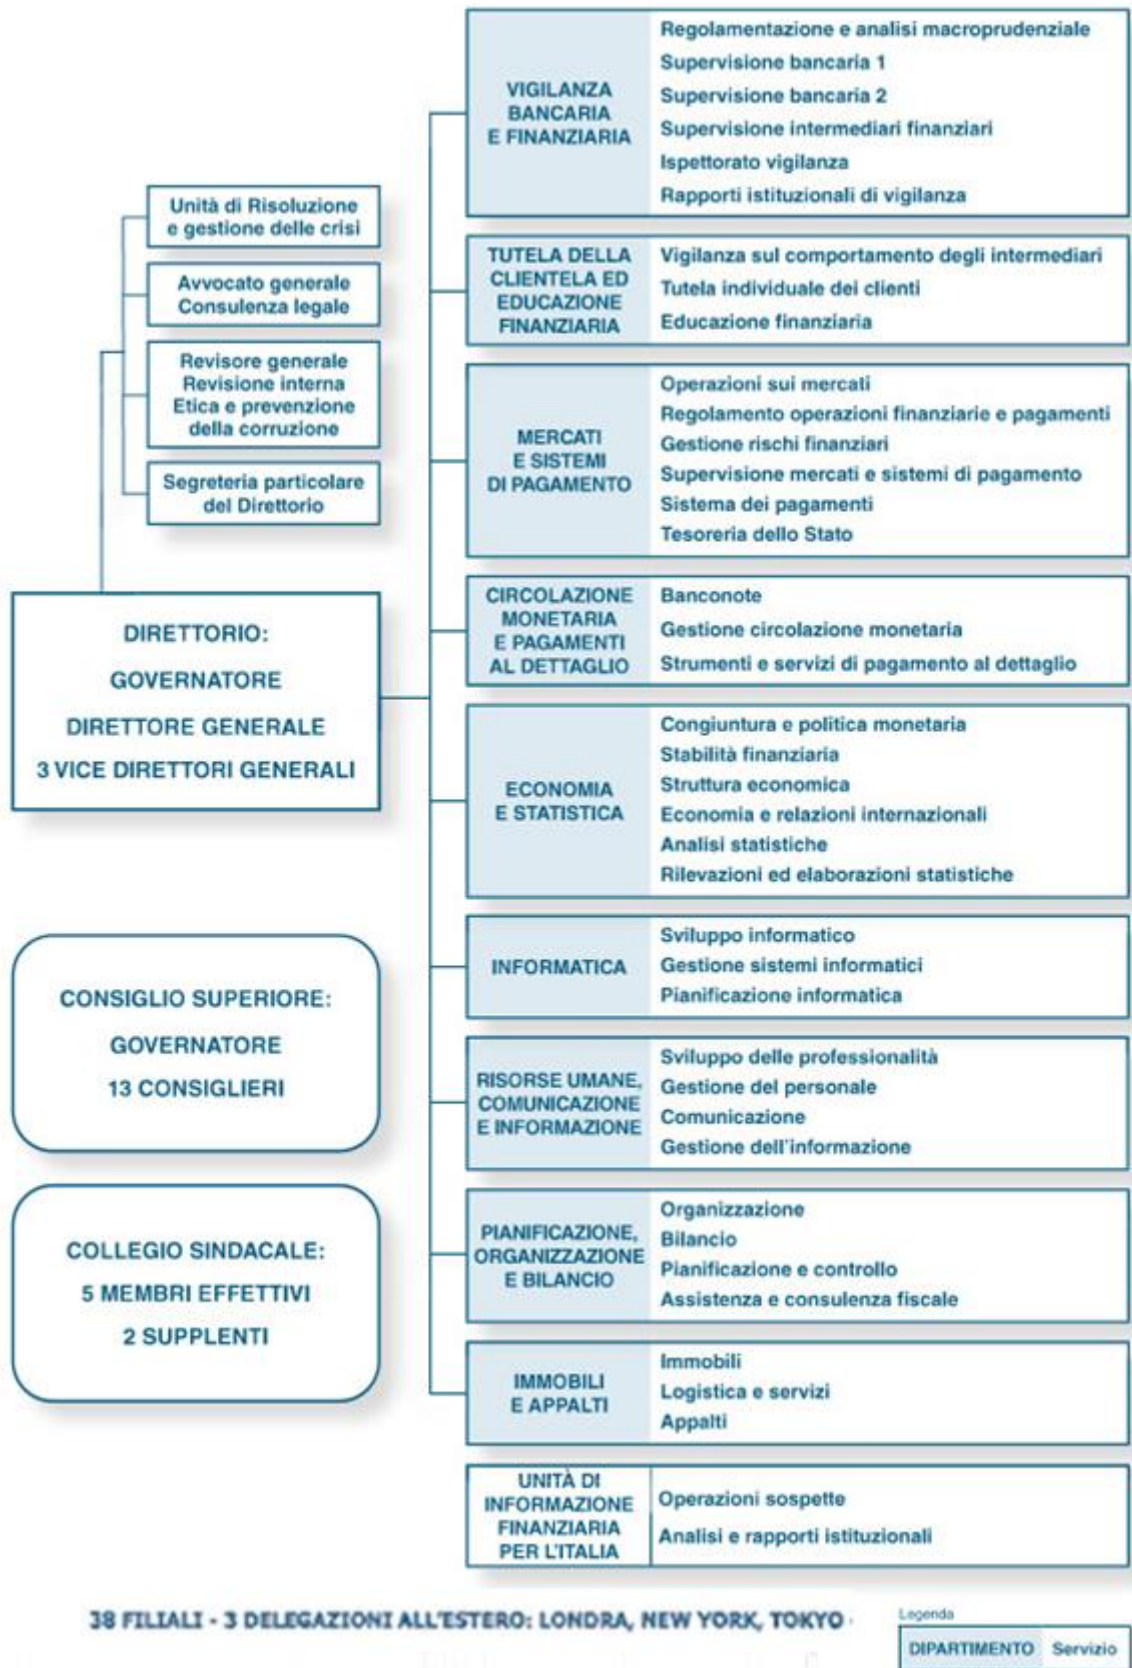 Unità di Risoluzione
e gestione delle crisi
Avvocato generale
Consulenza legale
Revisore generale
Revisione interna
Etica e prevenzione
della corruzione
Segreteria particolare
del Direttorio
DIRETTORIO:
GOVERNATORE
DIRETTORE GENERALE
3 VICE DIRETTORI GENERALI
CONSIGLIO SUPERIORE:
GOVERNATORE
13 CONSIGLIERI
COLLEGIO SINDACALE:
5 MEMBRI EFFETTIVI
2 SUPPLENTI
VIGILANZA
BANCARIA
E FINANZIARIA
Regolamentazione e analisi macroprudenziale
Supervisione bancaria 1
Supervisione bancaria 2
Supervisione intermediari finanziari
Ispettorato vigilanza
Rapporti istituzionali di vigilanza
TUTELA DELLA
CLIENTELA ED
EDUCAZIONE
FINANZIARIA
Vigilanza sul comportamento degli intermediari
Tutela individuale dei clienti
Educazione finanziaria
MERCATI
E SISTEMI
DI PAGAMENTO
Operazioni sui mercati
Regolamento operazioni finanziarie e pagamenti
Gestione rischi finanziari
Supervisione mercati e sistemi di pagamento
Sistema dei pagamenti
Tesoreria dello Stato
CIRCOLAZIONE
MONETARIA
E PAGAMENTI
AL DETTAGLIO
Banconote
Gestione circolazione monetaria
Strumenti e servizi di pagamento al dettaglio
ECONOMIA
E STATISTICA
Congiuntura e politica monetaria
Stabilità finanziaria
Struttura economica
Economia e relazioni internazionali
Analisi statistiche
Rilevazioni ed elaborazioni statistiche
INFORMATICA
Sviluppo informatico
Gestione sistemi informatici
Pianificazione informatica
RISORSE UMANE,
COMUNICAZIONE
E INFORMAZIONE
Sviluppo delle professionalità
Gestione del personale
Comunicazione
Gestione dell'informazione
PIANIFICAZIONE,
ORGANIZZAZIONE
E BILANCIO
Organizzazione
Bilancio
Pianificazione e controllo
Assistenza e consulenza fiscale
IMMOBILI
E APPALTI
Immobili
Logistica e servizi
Appalti
UNITÀ DI
INFORMAZIONE
FINANZIARIA
PER L'ITALIA
Operazioni sospette
Analisi e rapporti istituzionali
38 FILIALI - 3 DELEGAZIONI ALL'ESTERO: LONDRA, NEW YORK, TOKYO
Legenda
DIPARTIMENTO Servizio